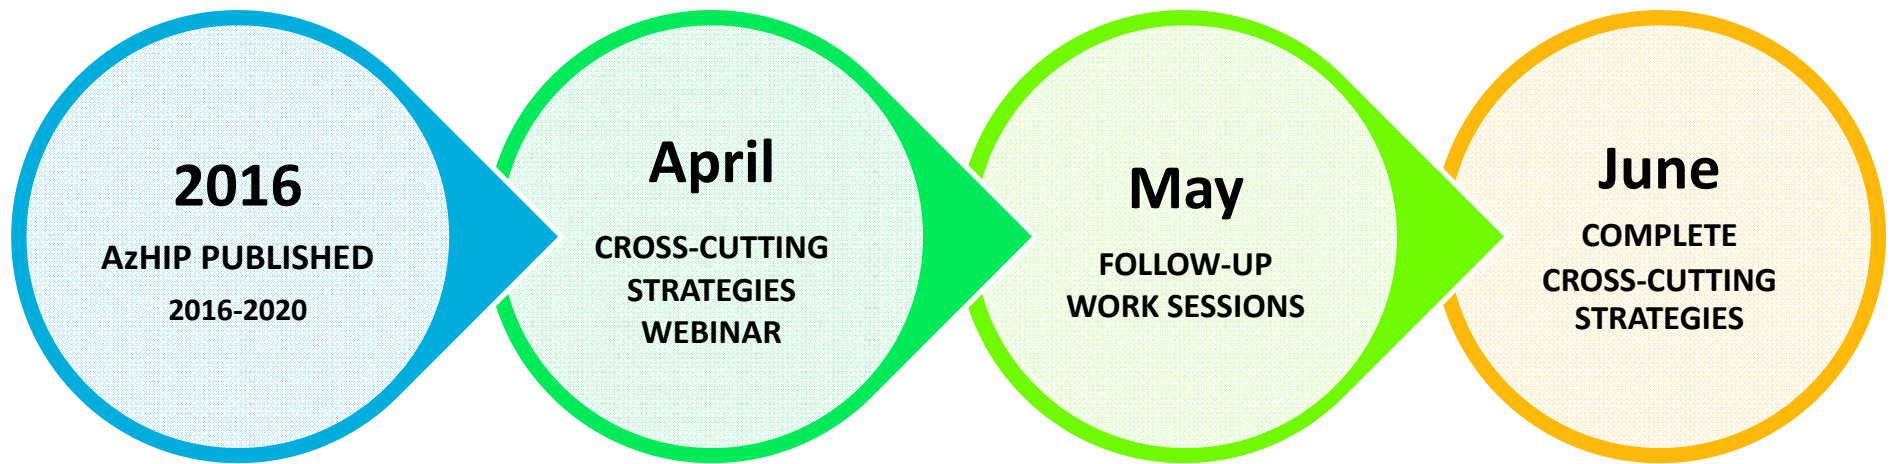 2016
AzHIP PUBLISHED
2016-2020
April
CROSS-CUTTING
STRATEGIES
WEBINAR
May
FOLLOW-UP
WORK SESSIONS
June
COMPLETE
CROSS-CUTTING
STRATEGIES